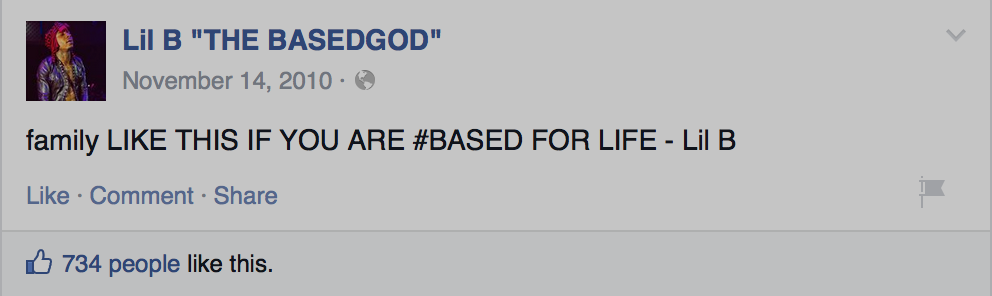 Lil B "THE BASEDGOD"
November 14, 2010 ·
family LIKE THIS IF YOU ARE #BASED FOR LIFE - Lil B
Like · Comment · Share
734 people like this.